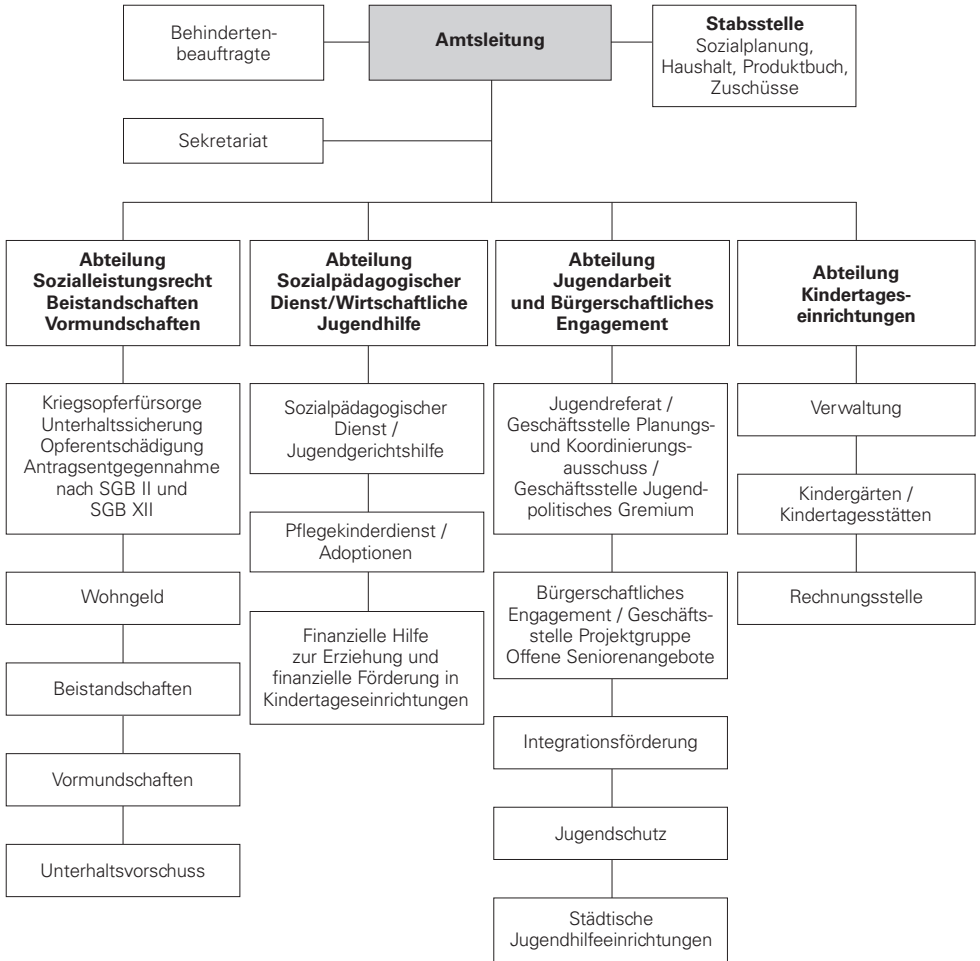 Behinderten-
beauftragte
Amtsleitung
Stabsstelle
Sozialplanung,
Haushalt, Produktbuch,
Zuschüsse
Sekretariat
Abteilung
Sozialleistungsrecht
Beistandschaften
Vormundschaften
Kriegsopferfürsorge
Unterhaltssicherung
Opferentschädigung
Antragsentgegennahme
nach SGB II und
SGB XII
Wohngeld
Beistandschaften
Vormundschaften
Unterhaltsvorschuss
Abteilung
Sozialpädagogischer
Dienst/Wirtschaftliche
Jugendhilfe
Sozialpädagogischer
Dienst /
Jugendgerichtshilfe
Pflegekinderdienst /
Adoptionen
Finanzielle Hilfe
zur Erziehung und
finanzielle Förderung in
Kindertageseinrichtungen
Abteilung
Jugendarbeit
und Bürgerschaftliches
Engagement
Jugendreferat /
Geschäftsstelle Planungs-
und Koordinierungs-
ausschuss /
Geschäftsstelle Jugend-
politisches Gremium
Bürgerschaftliches
Engagement / Geschäfts-
stelle Projektgruppe
Offene Seniorenangebote
Integrationsförderung
Jugendschutz
Städtische
Jugendhilfeeinrichtungen
Abteilung
Kindertages-
einrichtungen
Verwaltung
Kindergärten /
Kindertagesstätten
Rechnungsstelle